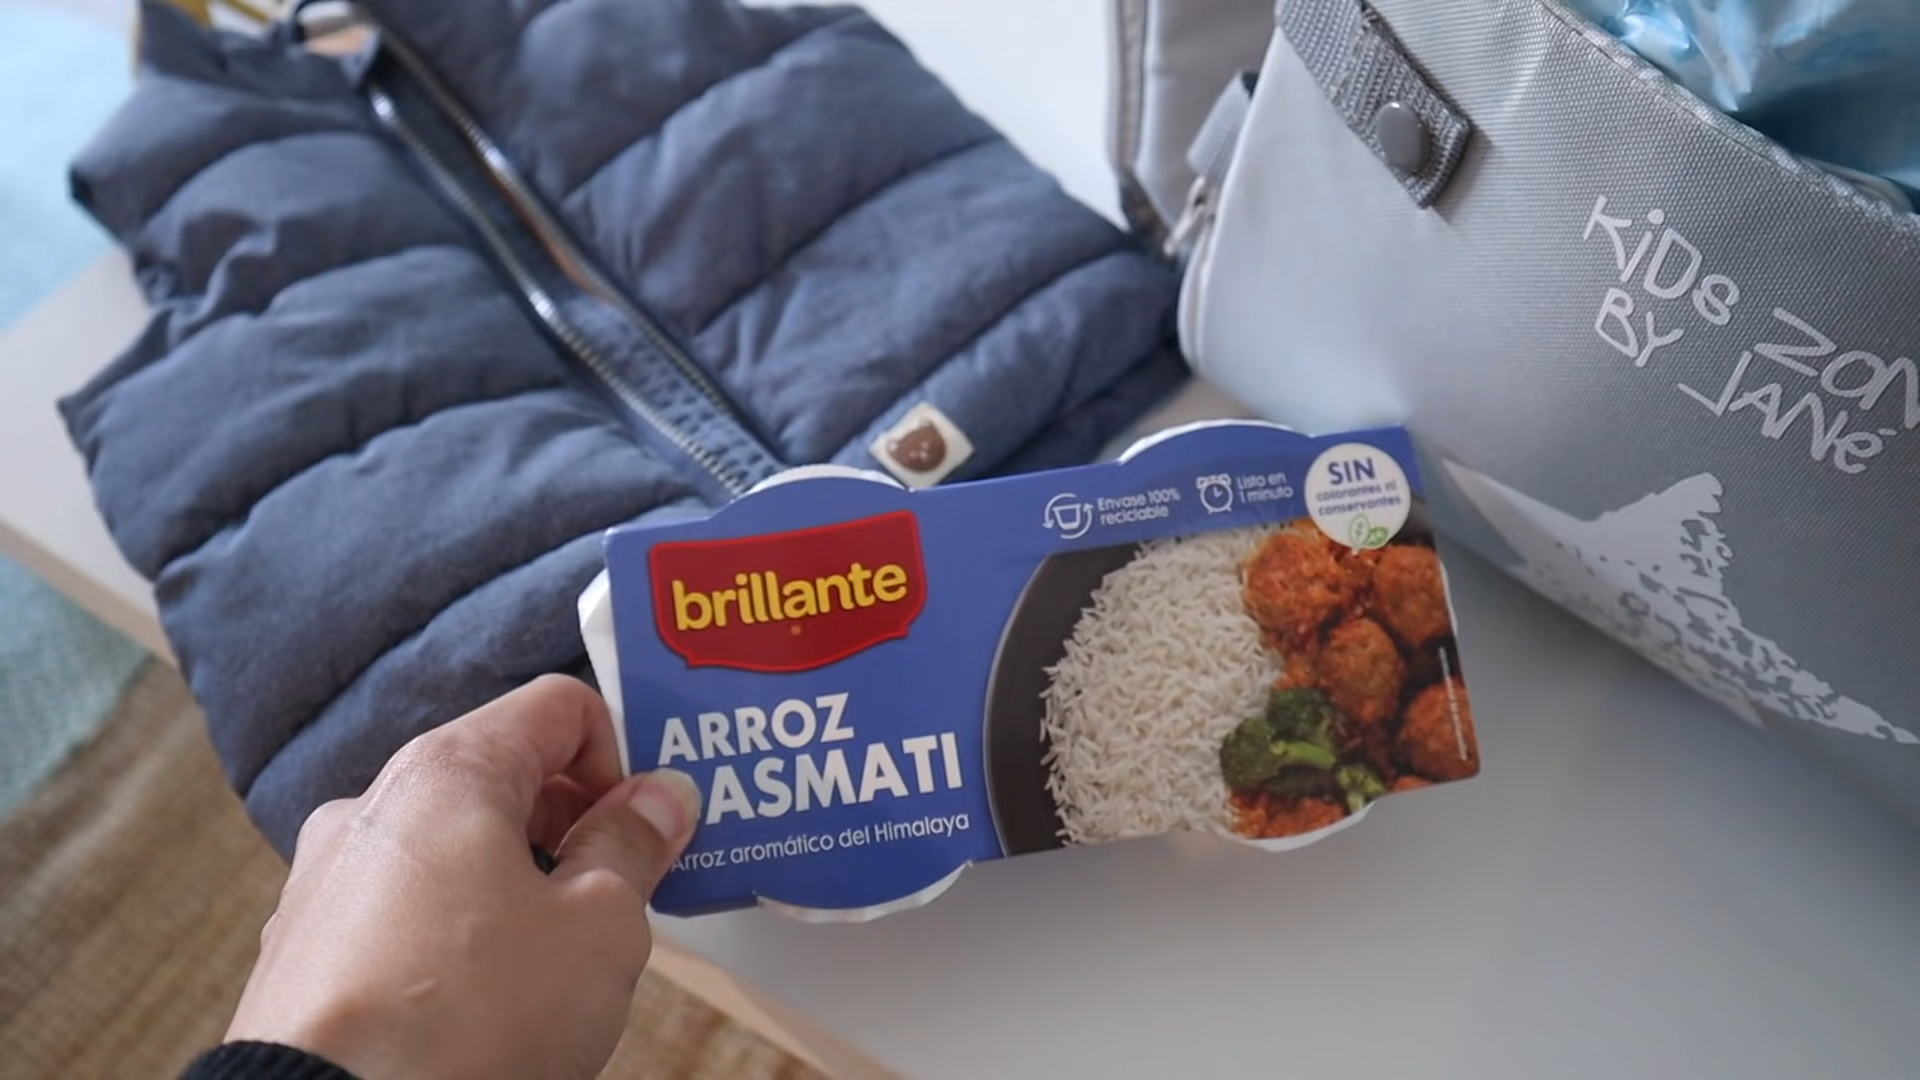 KiDS ZON
BY JANé
Envase 100%
reciclable
Listo en
1 minuto
SIN
colorantes ni
conservantes
brillante
ARROZ
BASMATI
Arroz aromático del Himalaya